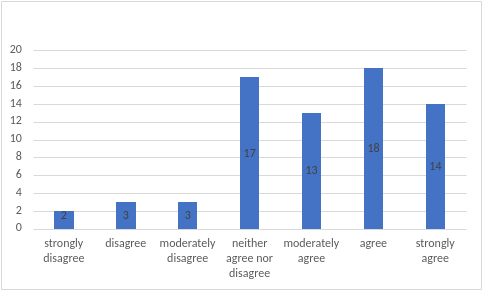 20
18
16
14
12
10
8
6
4
2
0
2
3
3
17
13
18
14
strongly disagree
disagree
moderately disagree
neither agree nor disagree
moderately agree
agree
strongly agree